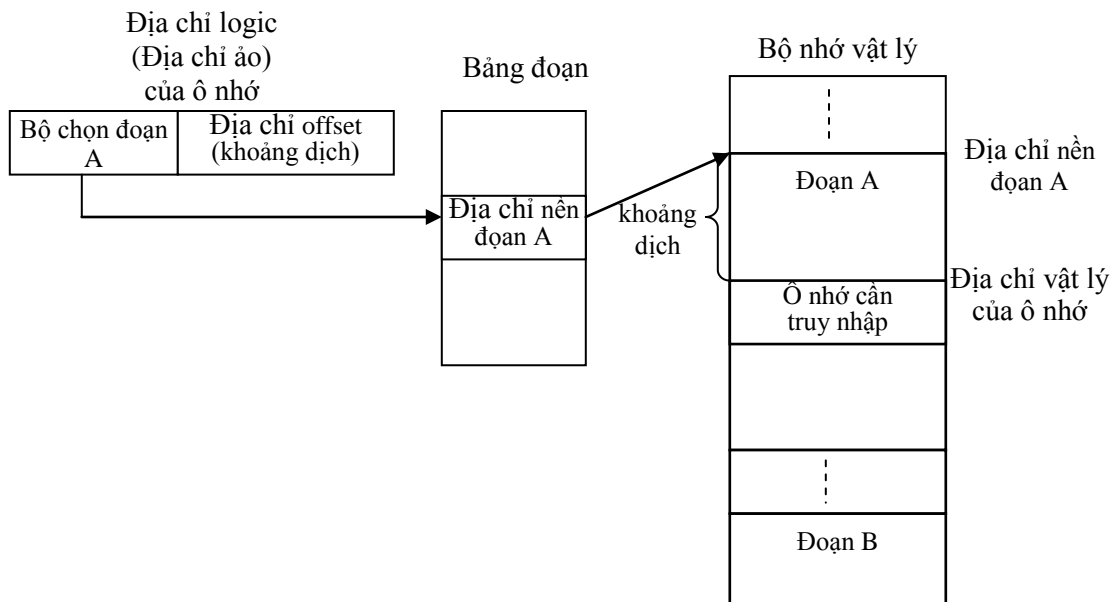 Địa chỉ logic
(Địa chỉ ảo)
của ô nhớ
Bộ chọn đoạn
A
Địa chỉ offset
(khoảng dịch)
Bảng đoạn
Địa chỉ nền
đọan A
Bộ nhớ vật lý
Đoạn A
khoảng
dịch
Ô nhớ cần
truy nhập
Đoạn B
Địa chỉ nền
đọan A
Địa chỉ vật lý
của ô nhớ